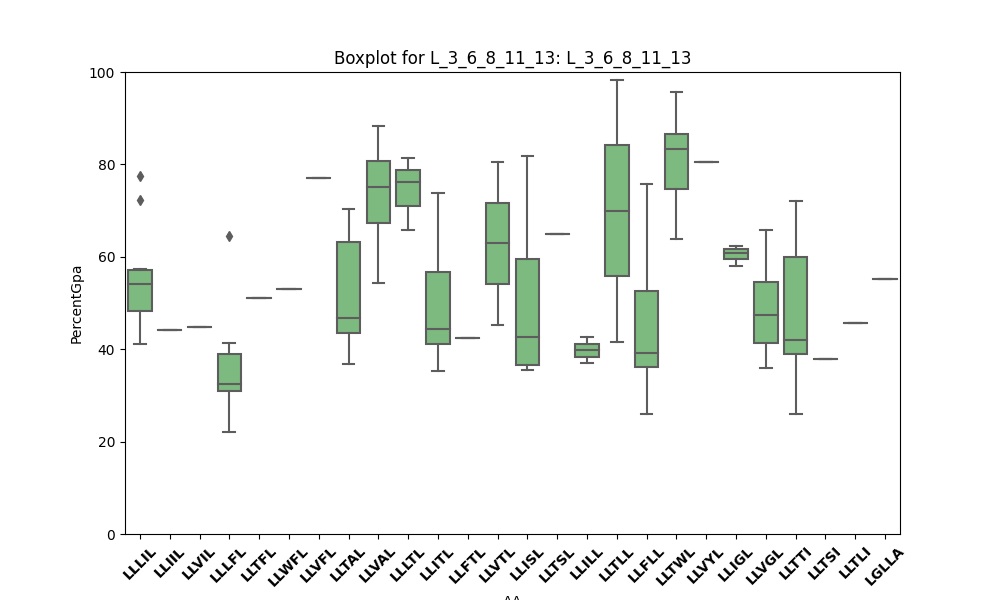 Boxplot for L_3_6_8_11_13: L_3_6_8_11_13
100
80
60
40
20
0
PercentGpa
LLLIL
LLIIL
LLVIL
LLLFL
LLTFL
LLWFL
LLVFL
LLTAL
LLVAL
LLLTL
LLITL
LLFTL
LLVTL
LLISL
LLTSL
LLILL
LLTLL
LLFLL
LLTWL
LLVYL
LLIGL
LLVGL
LLTTI
LLTSI
LLTLI
LGLLA
AA